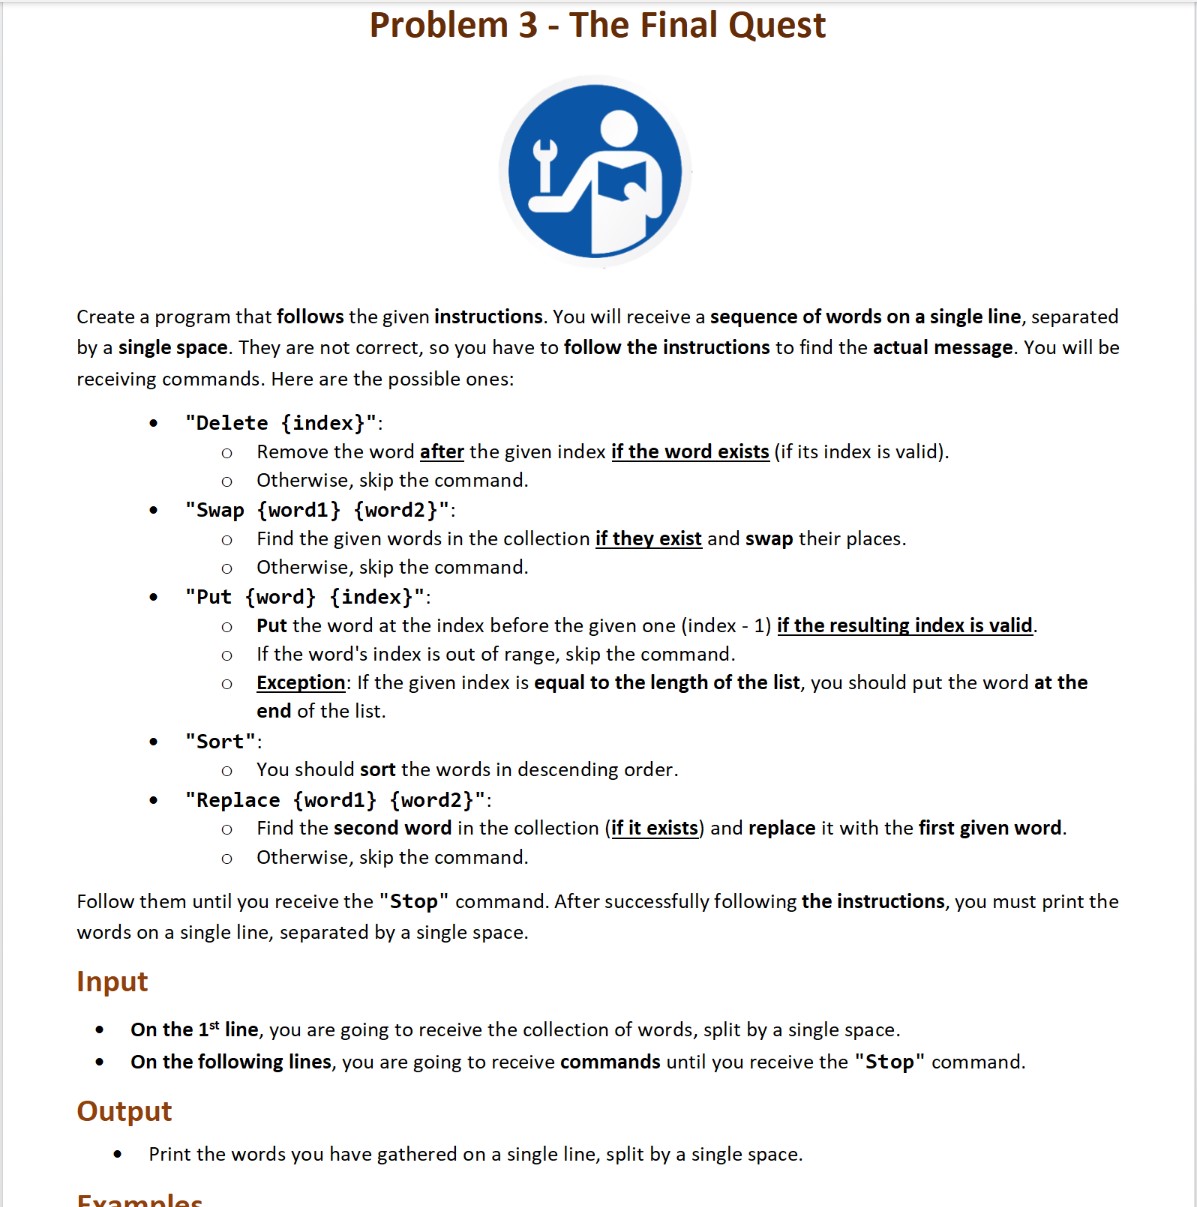 Problem 3 - The Final Quest
Create a program that follows the given instructions. You will receive a sequence of words on a single line, separated
by a single space. They are not correct, so you have to follow the instructions to find the actual message. You will be
receiving commands. Here are the possible ones:
• "Delete {index}":
o Remove the word after the given index if the word exists (if its index is valid).
o Otherwise, skip the command.
• "Swap {word1} {word2}":
o Find the given words in the collection if they exist and swap their places.
o Otherwise, skip the command.
• "Put {word} {index}":
o Put the word at the index before the given one (index - 1) if the resulting index is valid.
o If the word's index is out of range, skip the command.
o Exception: If the given index is equal to the length of the list, you should put the word at the
end of the list.
• "Sort":
o You should sort the words in descending order.
• "Replace {word1} {word2}":
o Find the second word in the collection (if it exists) and replace it with the first given word.
o Otherwise, skip the command.
Follow them until you receive the "Stop" command. After successfully following the instructions, you must print the
words on a single line, separated by a single space.
Input
• On the 1st line, you are going to receive the collection of words, split by a single space.
• On the following lines, you are going to receive commands until you receive the "Stop" command.
Output
• Print the words you have gathered on a single line, split by a single space.
Examples